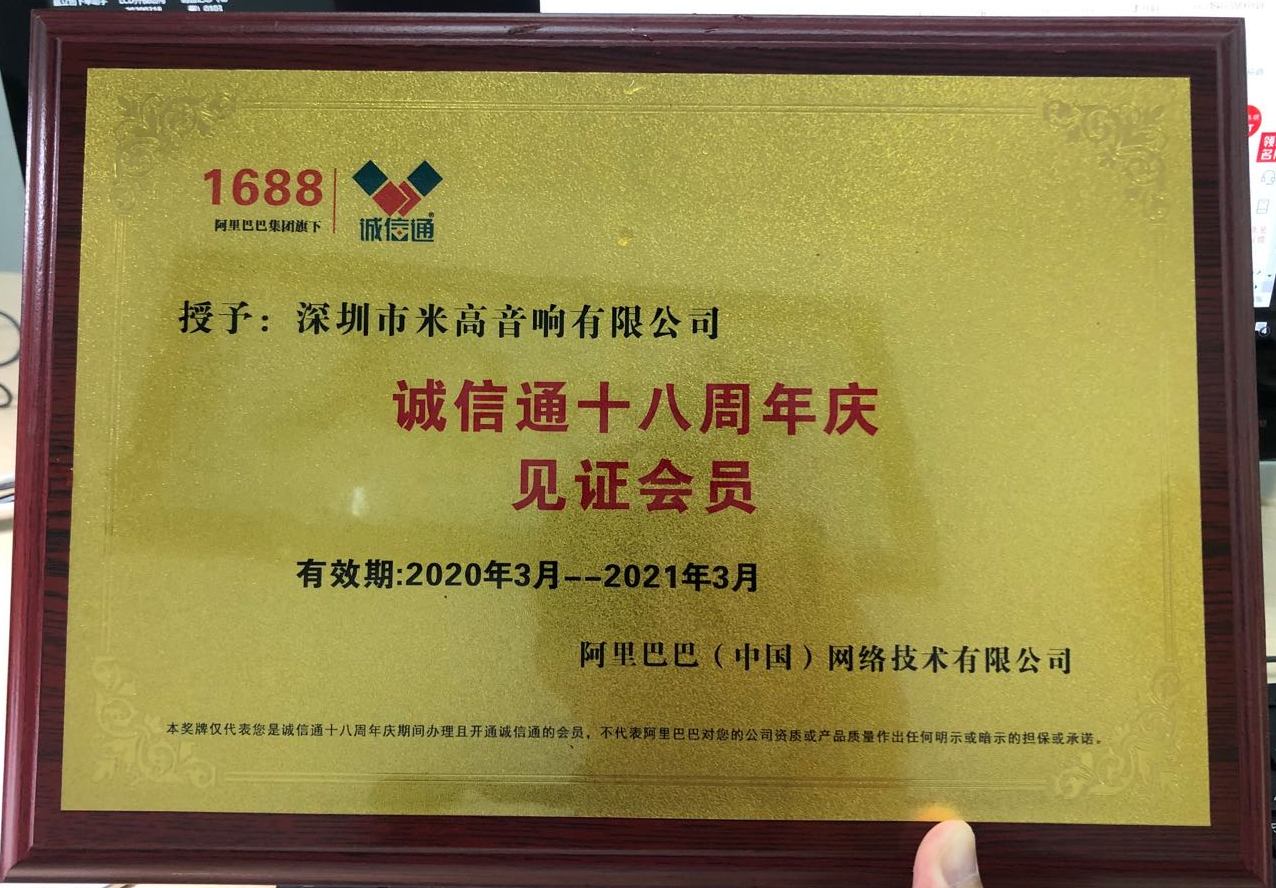 1688
阿里巴巴集团旗下
诚信通®
授予：深圳市米高音响有限公司
诚信通十八周年庆
见证会员
有效期:2020年3月--2021年3月
阿里巴巴（中国）网络技术有限公司
本奖牌仅代表您是诚信通十八周年庆期间办理且开通诚信通的会员，不代表阿里巴巴对您的公司资质或产品质量作出任何明示或暗示的担保或承诺。